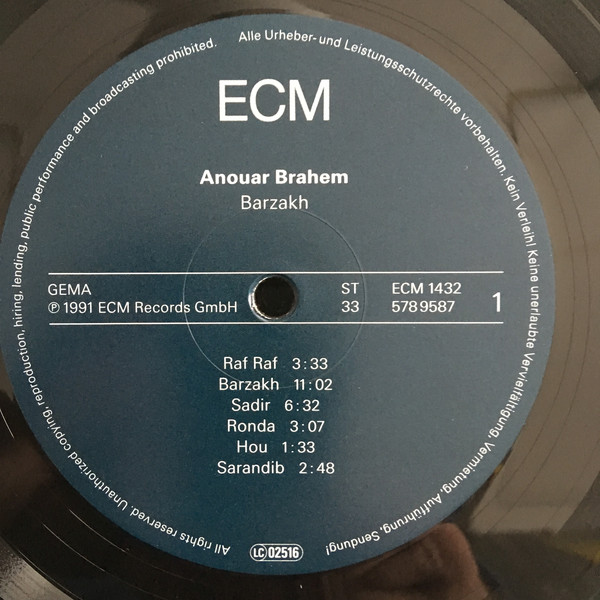 Alle Urheber- und Leistungsschutzrechte vorbehalten. Kein Verleih! Keine unerlaubte Vervielfältigung, Vermietung, Aufführung, Sendung!
All rights reserved. Unauthorized copying, reproduction, hiring, lending, public performance and broadcasting prohibited.
ECM
Anouar Brahem
Barzakh
GEMA ST ECM 1432
℗ 1991 ECM Records GmbH 33 578 9587 1
Raf Raf 3:33
Barzakh 11:02
Sadir 6:32
Ronda 3:07
Hou 1:33
Sarandib 2:48
LC 02516